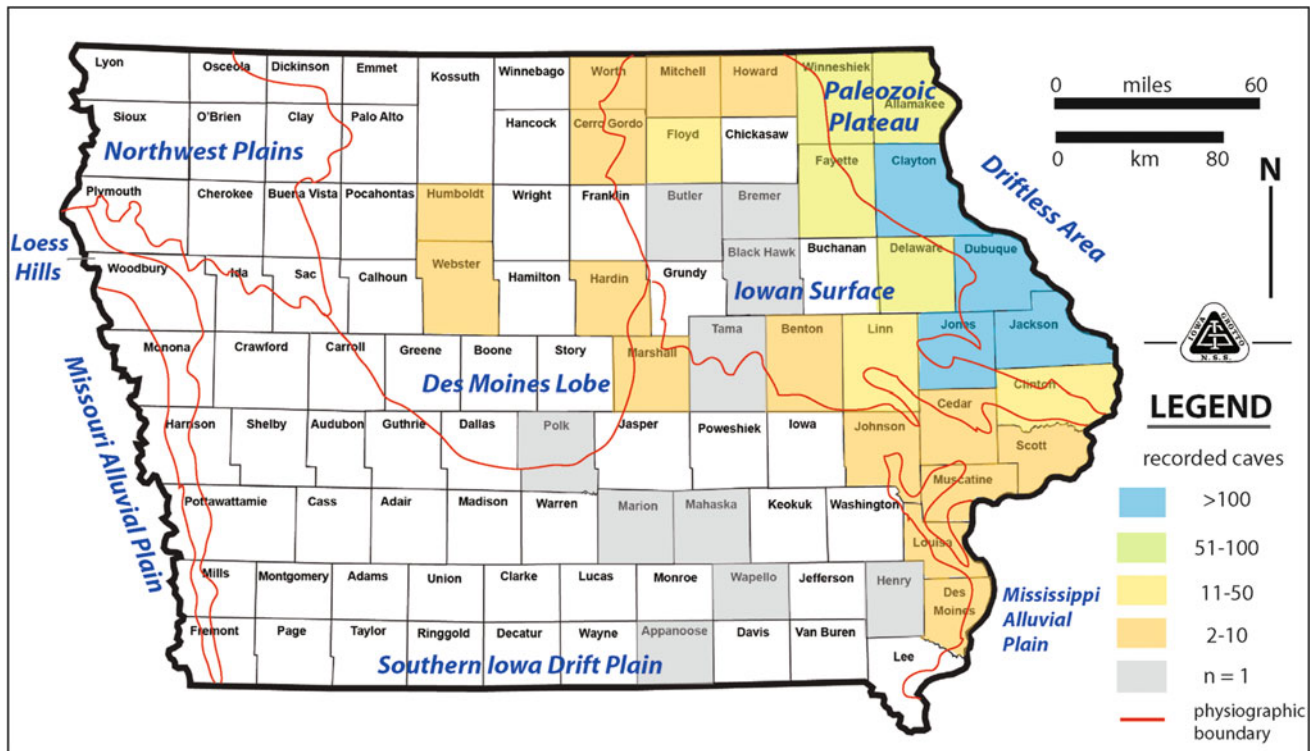 Lyon
Osceola
Dickinson
Emmet
Kossuth
Winnebago
Worth
Mitchell
Howard
Winneshiek
Allamakee
Paleozoic
Plateau
Sioux
O'Brien
Clay
Palo Alto
Hancock
Cerro Gordo
Floyd
Chickasaw
Northwest Plains
Fayette
Clayton
Driftless Area
Plymouth
Cherokee
Buena Vista
Pocahontas
Humboldt
Wright
Franklin
Butler
Bremer
Loess
Hills
Woodbury
Ida
Sac
Calhoun
Webster
Hamilton
Hardin
Grundy
Black Hawk
Buchanan
Delaware
Dubuque
Iowan Surface
Monona
Crawford
Carroll
Greene
Boone
Story
Marshall
Tama
Benton
Linn
Jones
Jackson
Des Moines Lobe
Clinton
Missouri Alluvial Plain
Harrison
Shelby
Audubon
Guthrie
Dallas
Polk
Jasper
Poweshiek
Iowa
Johnson
Cedar
Scott
Muscatine
Pottawattamie
Cass
Adair
Madison
Warren
Marion
Mahaska
Keokuk
Washington
Louisa
Mills
Montgomery
Adams
Union
Clarke
Lucas
Monroe
Wapello
Jefferson
Henry
Des
Moines
Mississippi
Alluvial
Plain
Fremont
Page
Taylor
Ringgold
Decatur
Wayne
Appanoose
Davis
Van Buren
Lee
Southern Iowa Drift Plain
0 miles 60
0 km 80
N
IOWA GROTTO
N.S.S.
LEGEND
recorded caves
>100
51-100
11-50
2-10
n = 1
physiographic
boundary